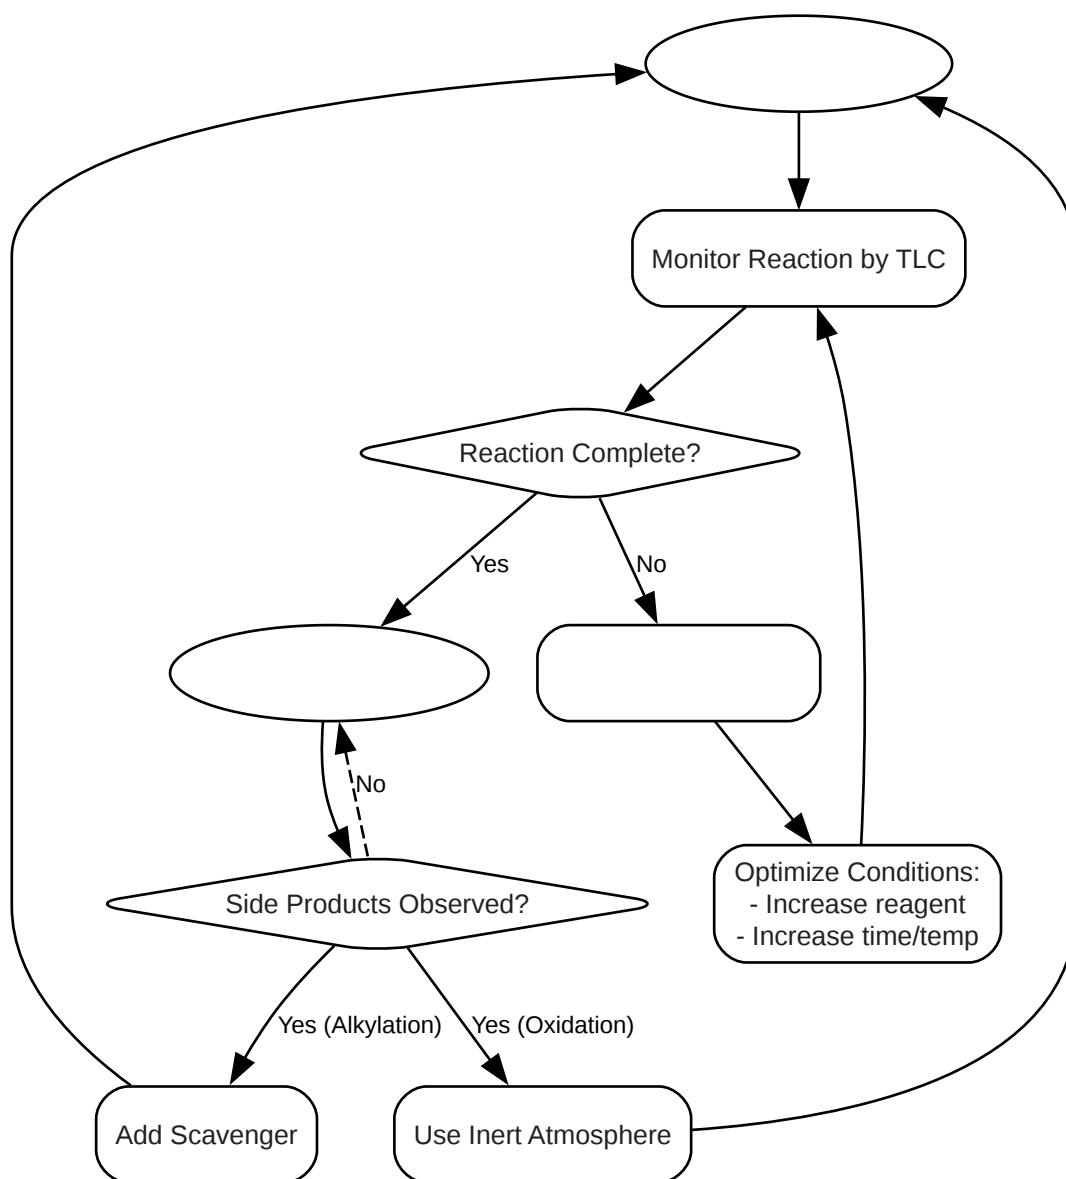 Monitor Reaction by TLC
Reaction Complete?
Yes
No
No
Optimize Conditions:
- Increase reagent
- Increase time/temp
Side Products Observed?
Yes (Alkylation)
Yes (Oxidation)
Add Scavenger
Use Inert Atmosphere